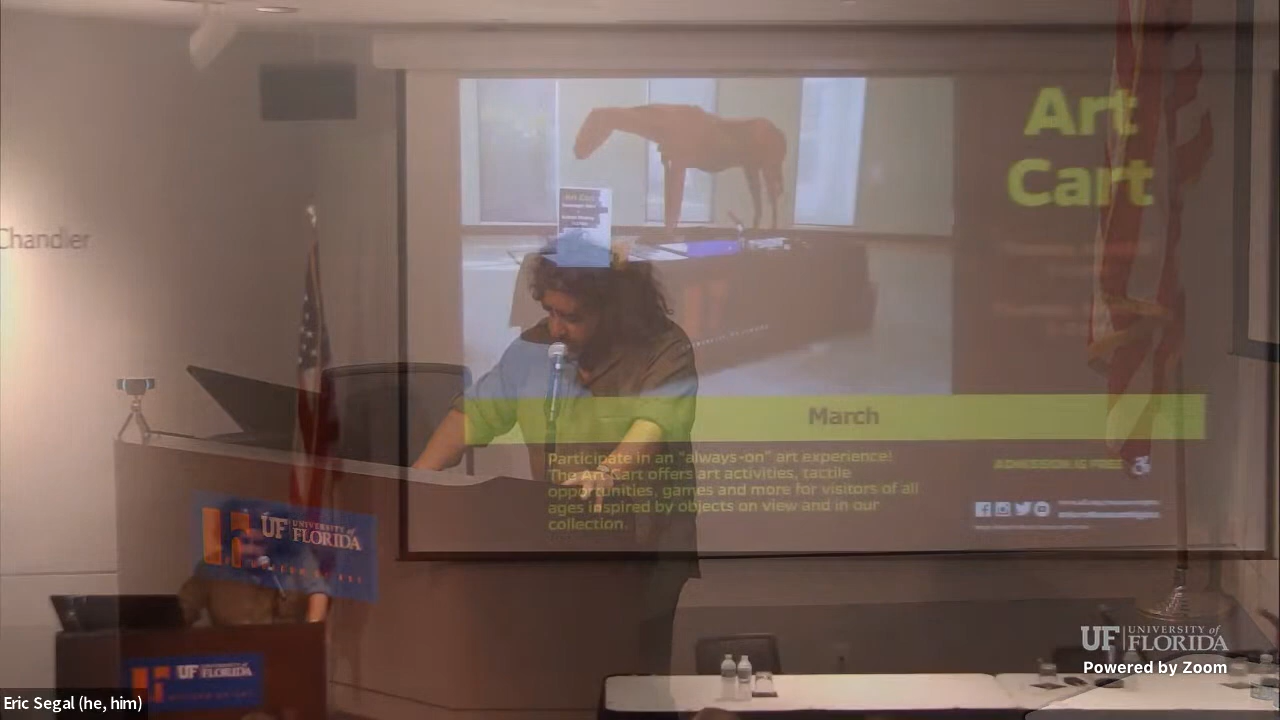 Art
Cart
Chandler
March
Participate in an "always-on" art experience!
The Art Cart offers art activities, tactile
opportunities, games and more for visitors of all
ages inspired by objects on view and in our
collection.
ADMISSION IS FREE
UF UNIVERSITY of
FLORIDA
UF UNIVERSITY of
FLORIDA
UF UNIVERSITY of
FLORIDA
Powered by Zoom
Eric Segal (he, him)